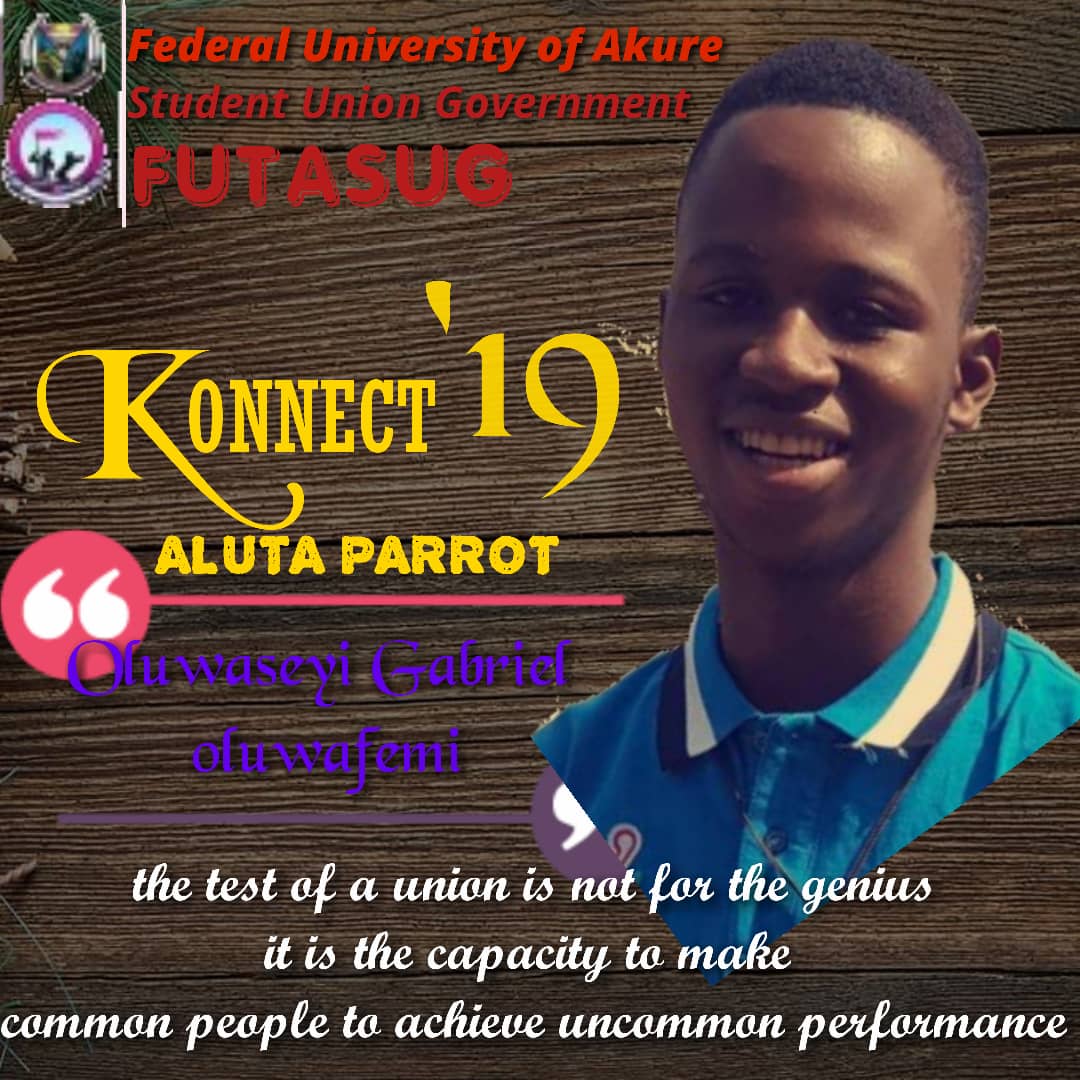 Federal University of Akure
Student Union Government
FUTASUG
KONNECT '19
ALUTA PARROT
Oluwaseyi Gabriel
oluwafemi
the test of a union is not for the genius
it is the capacity to make
common people to achieve uncommon performance